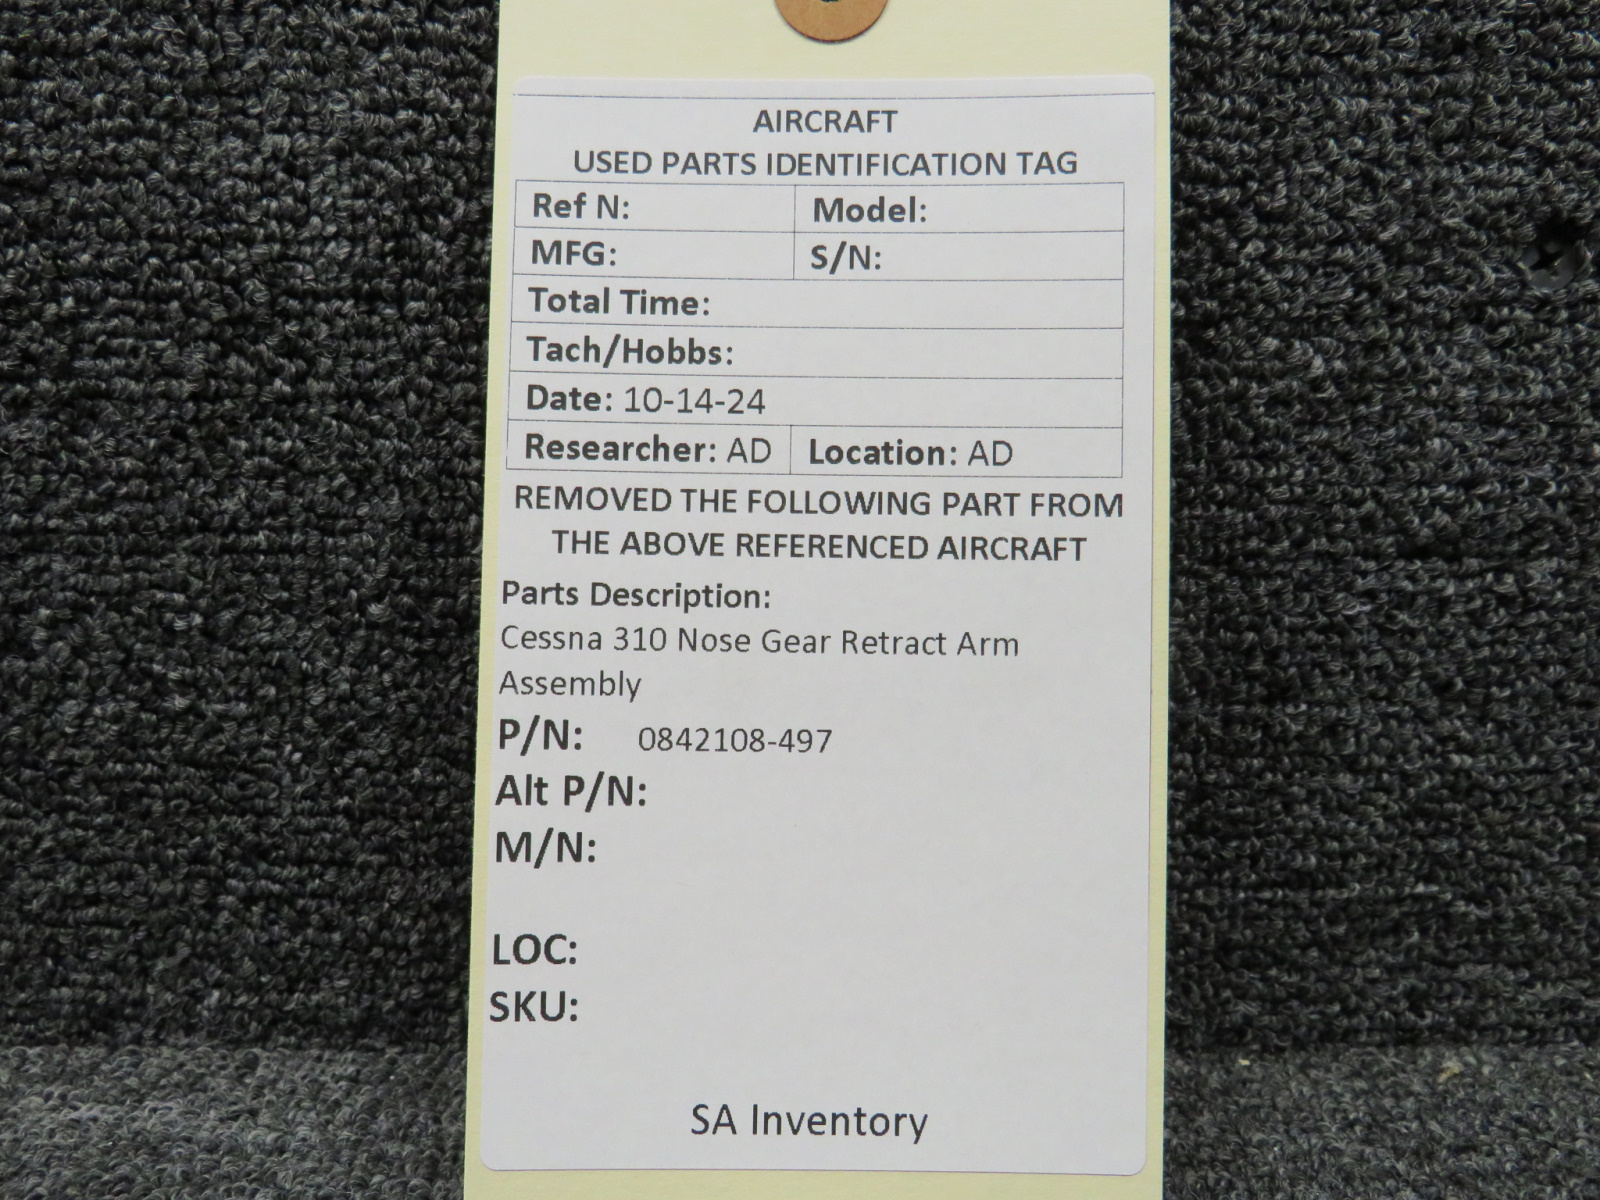 AIRCRAFT
USED PARTS IDENTIFICATION TAG
Ref N: Model:
MFG: S/N:
Total Time:
Tach/Hobbs:
Date: 10-14-24
Researcher: AD Location: AD
REMOVED THE FOLLOWING PART FROM
THE ABOVE REFERENCED AIRCRAFT
Parts Description:
Cessna 310 Nose Gear Retract Arm
Assembly
P/N: 0842108-497
Alt P/N:
M/N:
LOC:
SKU:
SA Inventory